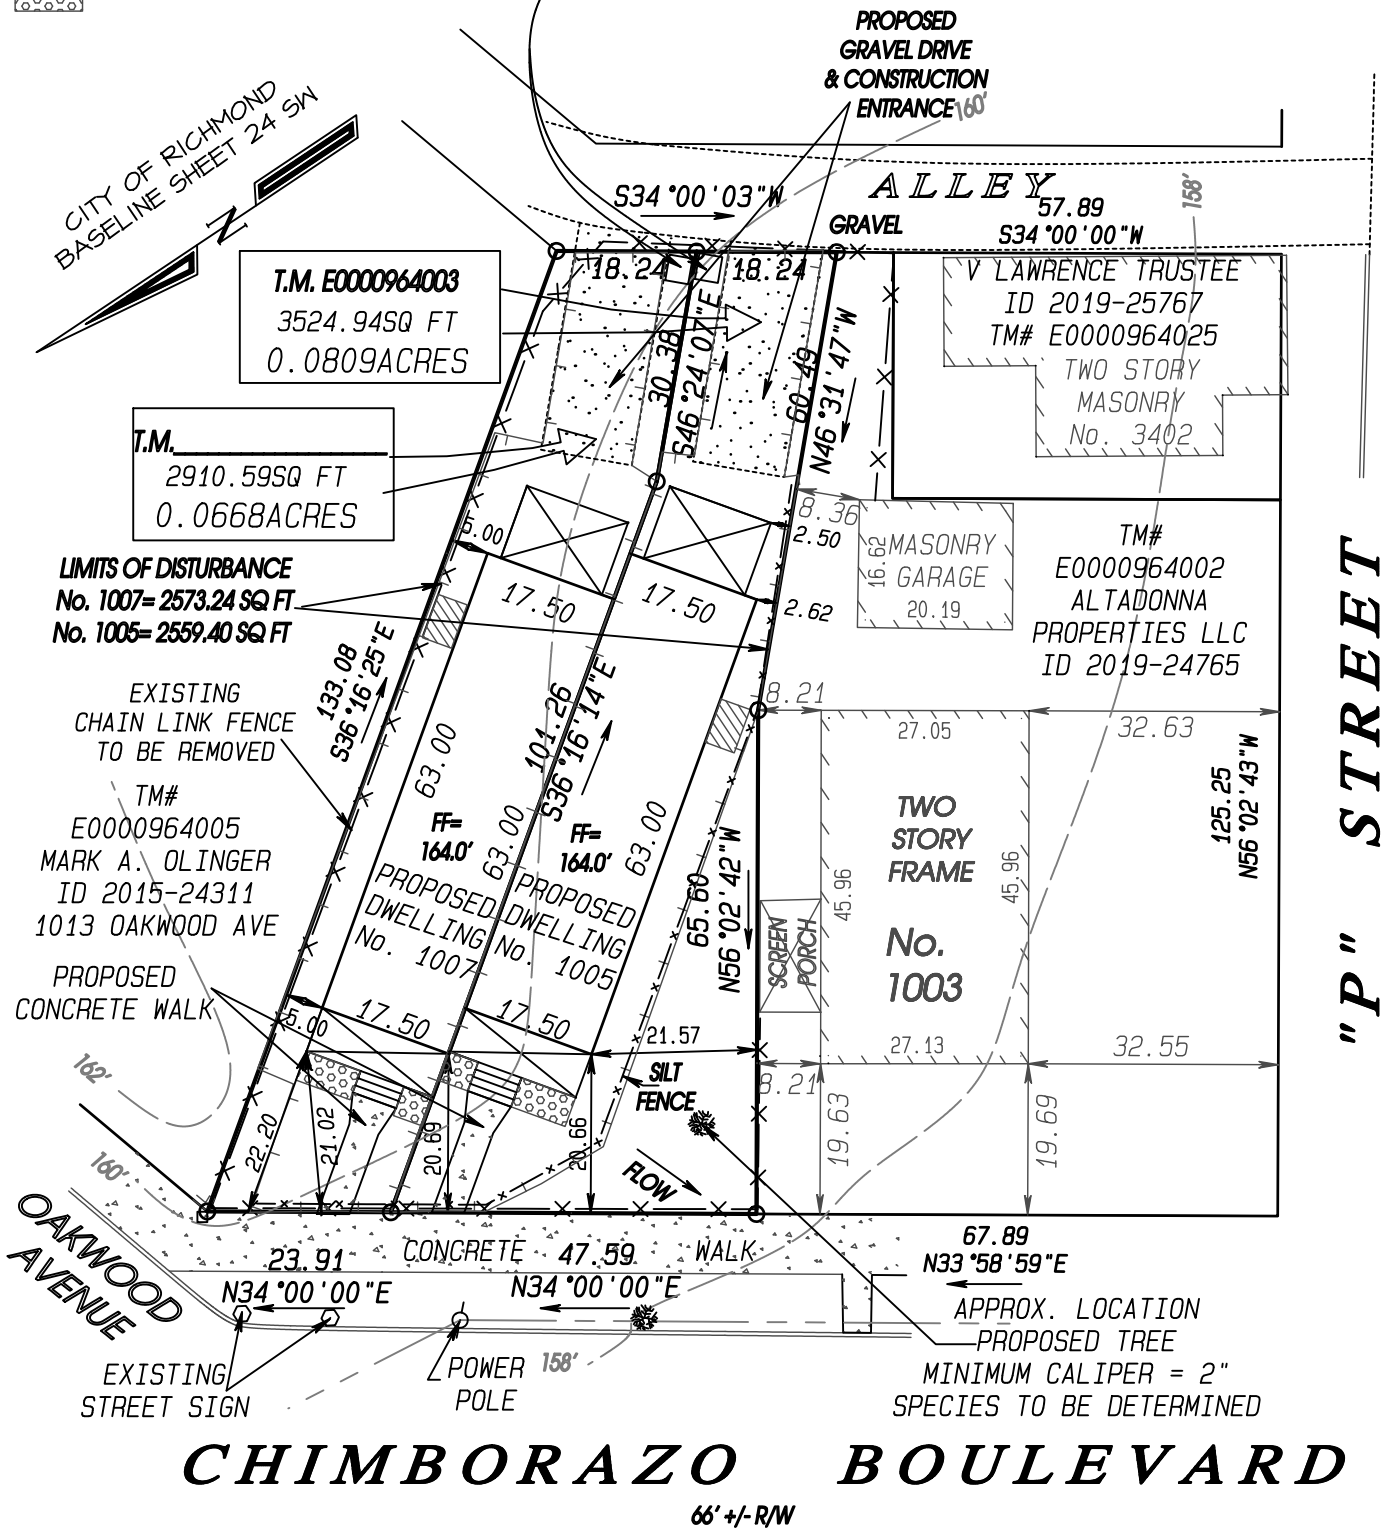 PROPOSED
GRAVEL DRIVE
& CONSTRUCTION
ENTRANCE
160'
CITY OF RICHMOND
BASELINE SHEET 24 SW
N
ALLEY
S34°00'03"W
GRAVEL
57.89
S34°00'00"W
158'
18.24
18.24
T.M. E0000964003
3524.94SQ FT
0.0809ACRES
V LAWRENCE TRUSTEE
ID 2019-25767
TM# E0000964025
TWO STORY
MASONRY
No. 3402
30.38
S46°24'07"E
60.49
N46°31'47"W
T.M.
2910.59SQ FT
0.0668ACRES
5.00
8.36
2.50
16.62
MASONRY
GARAGE
20.19
TM#
E0000964002
ALTADONNA
PROPERTIES LLC
ID 2019-24765
LIMITS OF DISTURBANCE
No. 1007= 2573.24 SQ FT
No. 1005= 2559.40 SQ FT
17.50
17.50
2.62
133.08
S36°16'25"E
101.26
S36°16'14"E
8.21
27.05
32.63
EXISTING
CHAIN LINK FENCE
TO BE REMOVED
63.00
63.00
63.00
TM#
E0000964005
MARK A. OLINGER
ID 2015-24311
1013 OAKWOOD AVE
FF=
164.0'
FF=
164.0'
PROPOSED
DWELLING
No. 1007
PROPOSED
DWELLING
No. 1005
65.60
N56°02'42"W
SCREEN
PORCH
45.96
TWO
STORY
FRAME
No.
1003
45.96
125.25
N56°02'43"W
"P" STREET
PROPOSED
CONCRETE WALK
5.00
17.50
17.50
21.57
27.13
32.55
8.21
SILT
FENCE
162'
160'
22.20
21.02
20.69
20.66
19.63
19.69
FLOW
OAKWOOD
AVENUE
CONCRETE WALK
23.91
N34°00'00"E
47.59
N34°00'00"E
67.89
N33°58'59"E
EXISTING
STREET SIGN
POWER
POLE
158'
APPROX. LOCATION
PROPOSED TREE
MINIMUM CALIPER = 2"
SPECIES TO BE DETERMINED
CHIMBORAZO BOULEVARD
66' +/- R/W